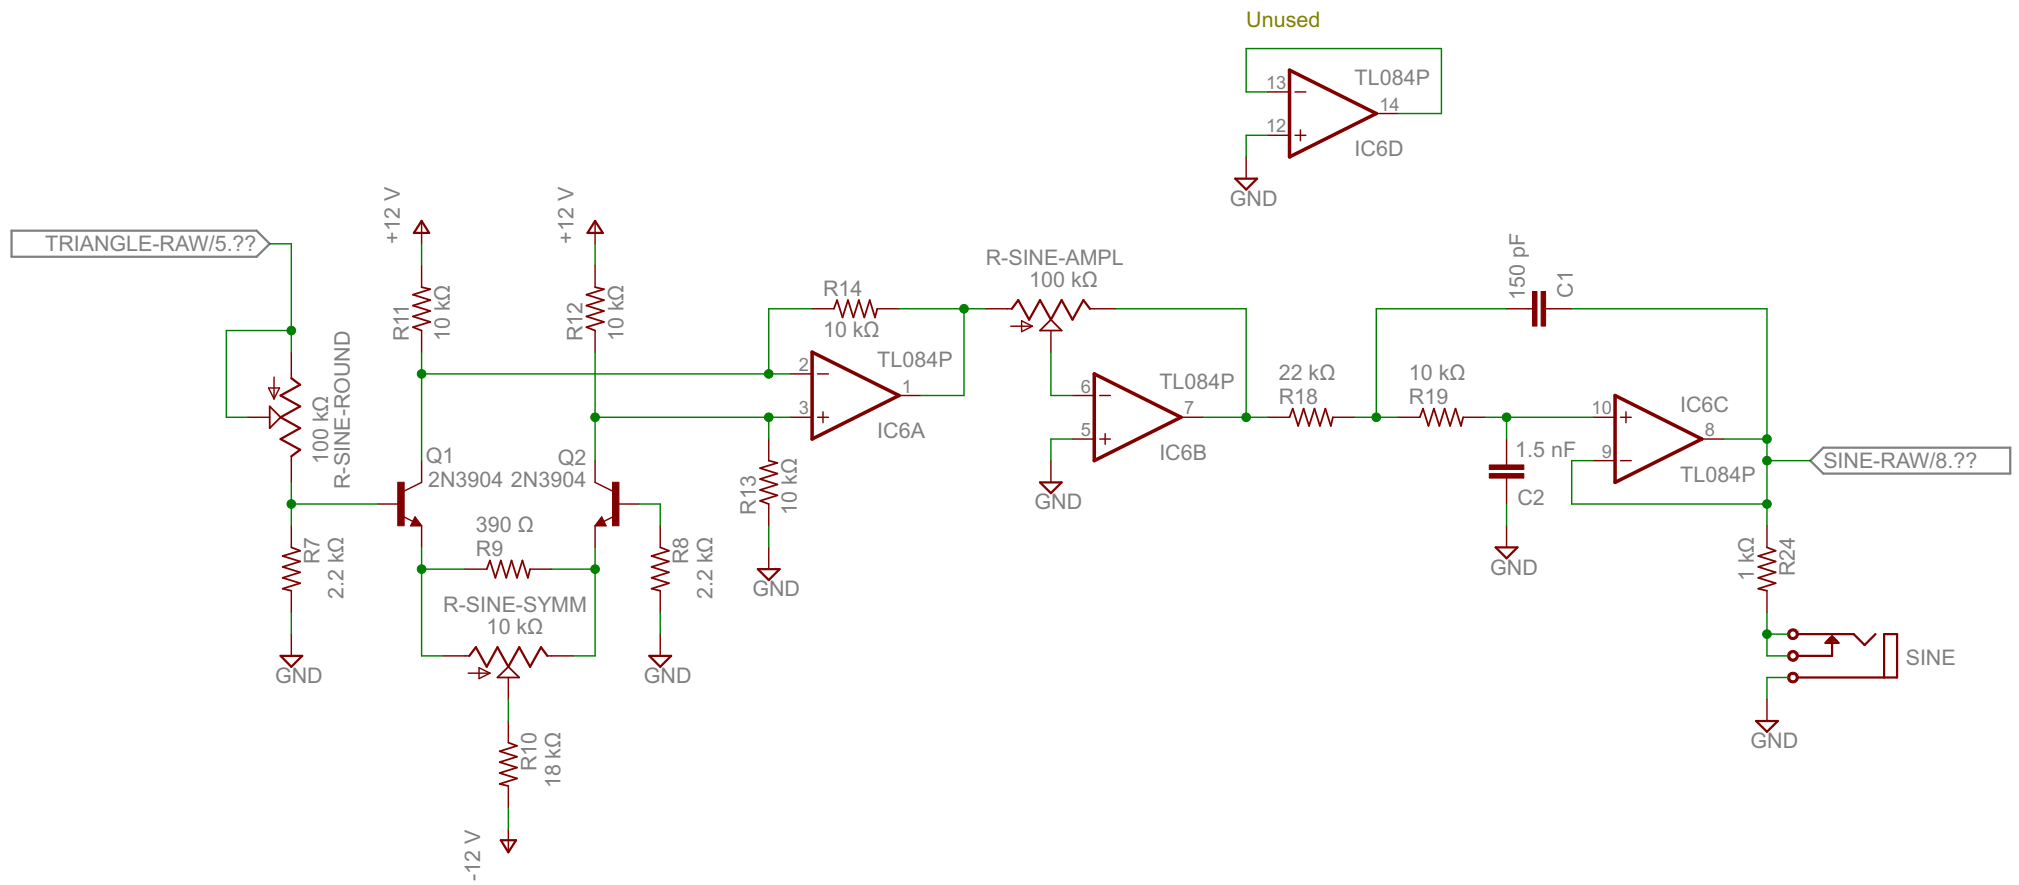 Unused
13
TL084P
14
12
IC6D
GND
+12 V
+12 V
TRIANGLE-RAW/5.??
R-SINE-AMPL
100 kΩ
150 pF
C1
R11
10 kΩ
R12
10 kΩ
R14
10 kΩ
100 kΩ
R-SINE-ROUND
2
TL084P
1
3
IC6A
6
TL084P
7
5
IC6B
GND
22 kΩ
R18
10 kΩ
R19
10
IC6C
8
9
TL084P
SINE-RAW/8.??
1.5 nF
C2
GND
Q1
2N3904
Q2
2N3904
R13
10 kΩ
GND
390 Ω
R9
R7
2.2 kΩ
GND
R8
2.2 kΩ
GND
R-SINE-SYMM
10 kΩ
R10
18 kΩ
-12 V
1 kΩ
R24
SINE
GND